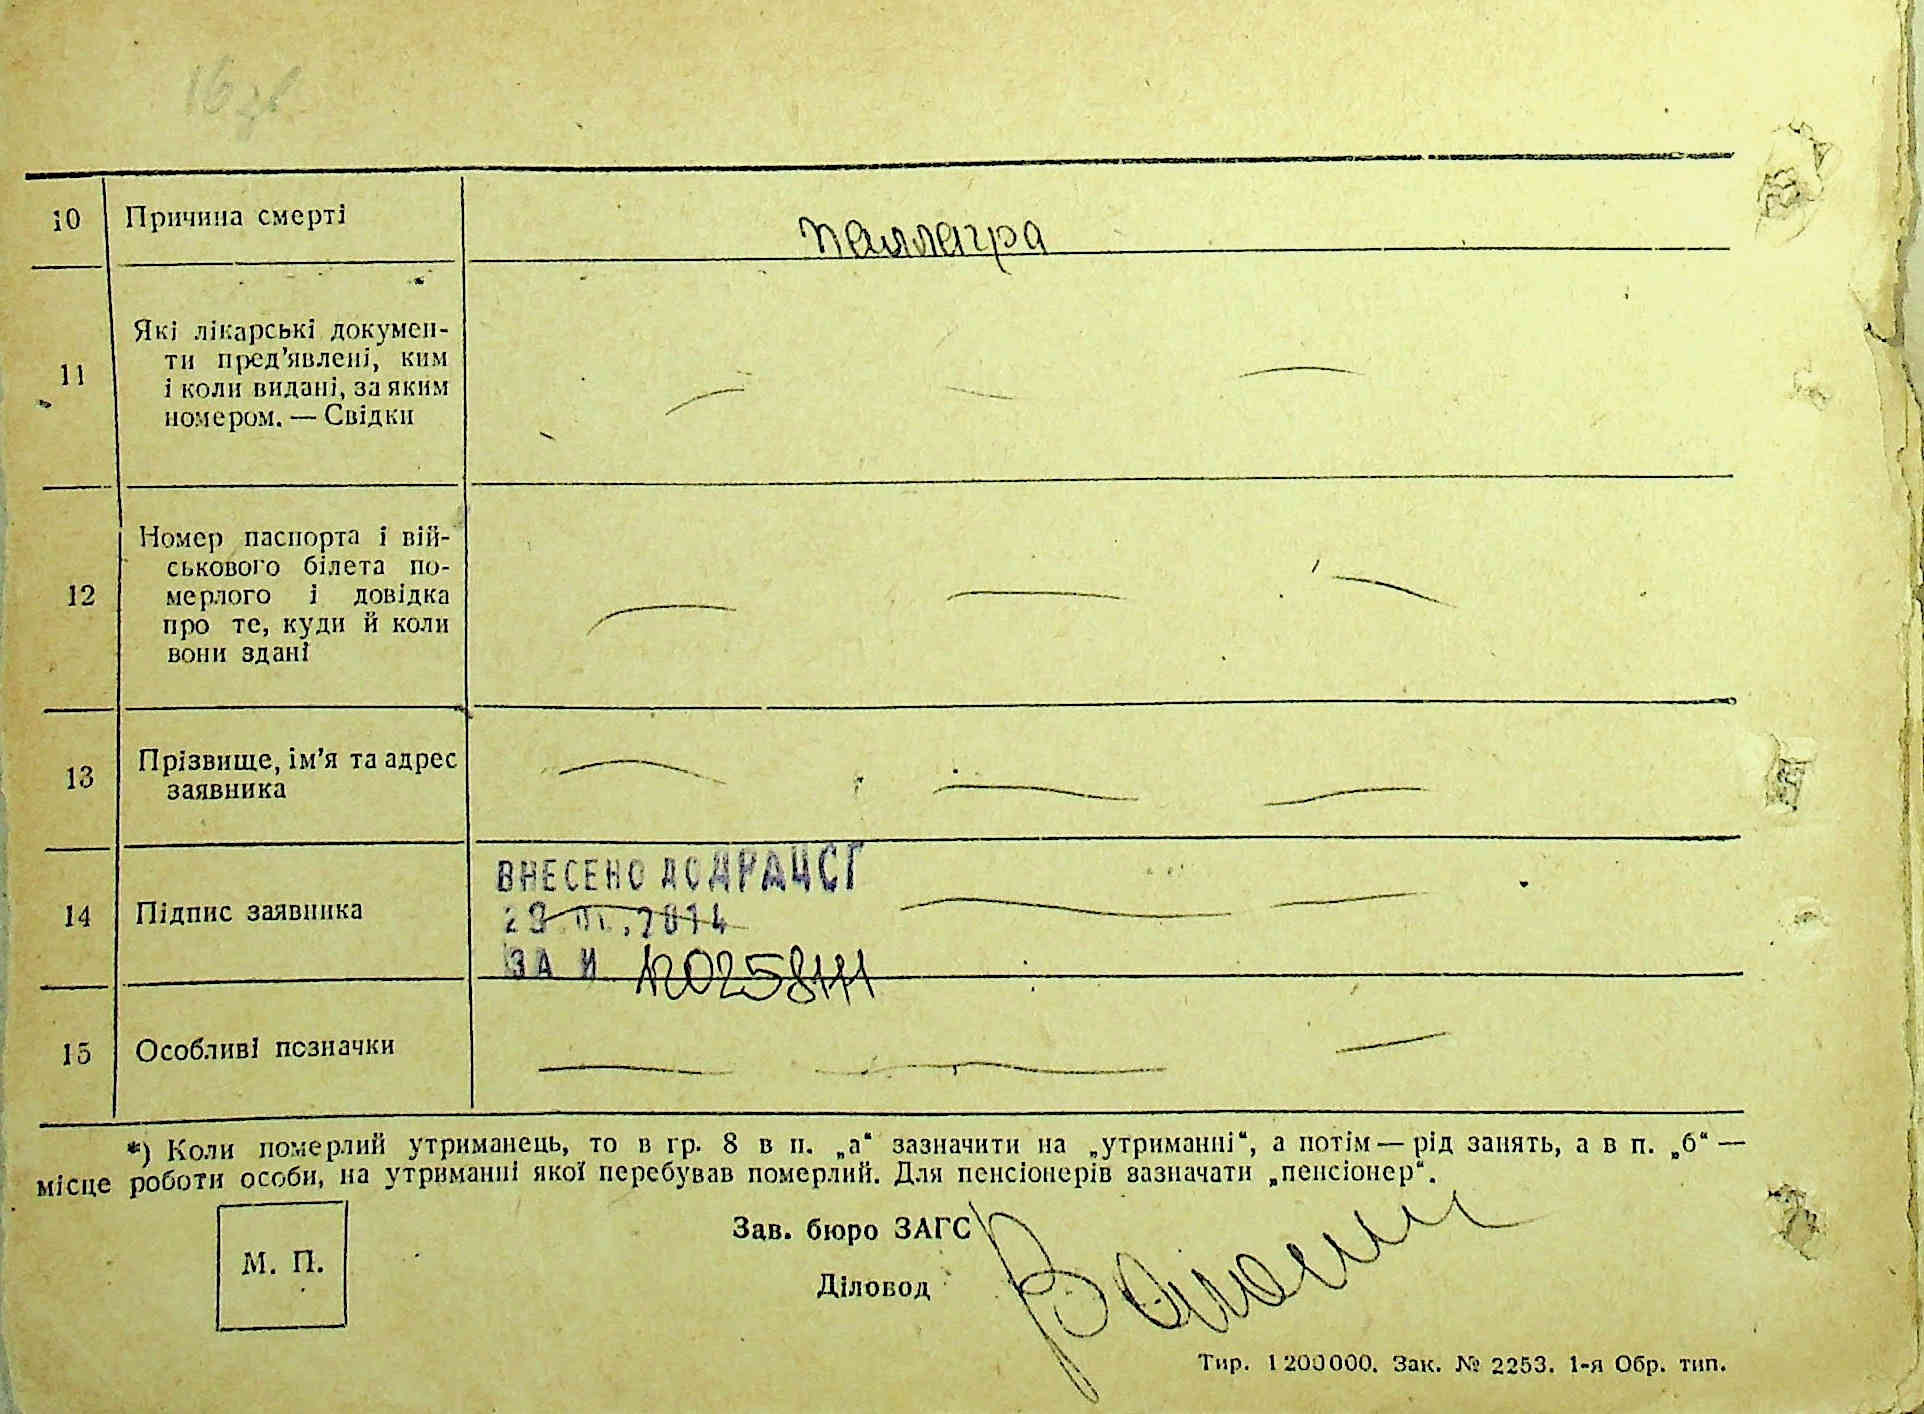 10 Причина смерті
пеллагра
11 Які лікарські докумен-
ти пред’явлені, ким
і коли видані, за яким
номером. — Свідки
12 Номер паспорта і вій-
ськового білета по-
мерлого і довідка
про те, куди й коли
вони здані
13 Прізвище, ім’я та адрес
заявника
ВНЕСЕНО ДО ДРАЦСГ
14 Підпис заявника
2014
ЗА И
15 Особливі позначки
*) Коли померлий утриманець, то в гр. 8 в п. „а“ зазначити на „утриманні“, а потім — рід занять, а в п. „б“ —
місце роботи особи, на утриманні якої перебував померлий. Для пенсіонерів зазначати „пенсіонер“.
Зав. бюро ЗАГС
М. П.
Діловод
Тир. 1200000. Зак. № 2253. 1-я Обр. тип.